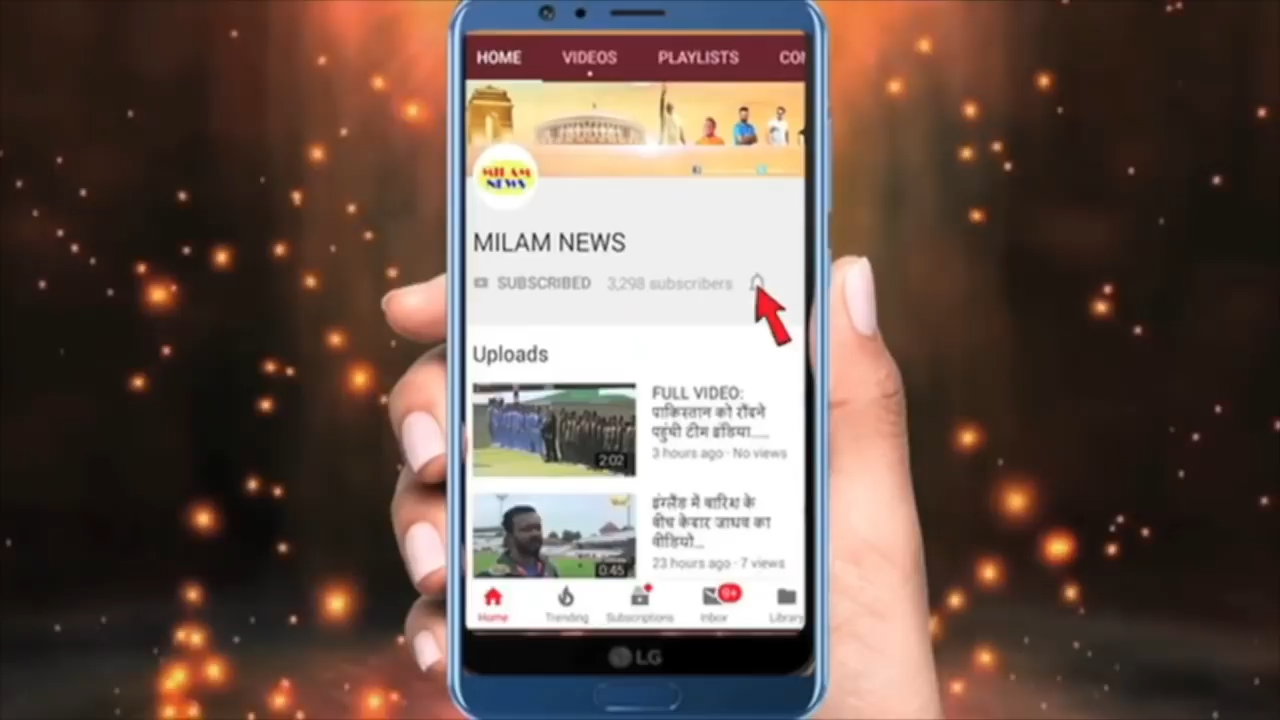 HOME VIDEOS PLAYLISTS CO
MILAM
NEWS
MILAM NEWS
SUBSCRIBED 3,298 subscribers
Uploads
FULL VIDEO:
पाकिस्तान को रौंदने
पहुंची टीम इंडिया.....
3 hours ago · No views
2:02
इंग्लैंड में बारिश के
बीच केदार जाधव का
वीडियो...
23 hours ago · 7 views
0:45
9+
Home Trending Subscriptions Inbox Library
LG